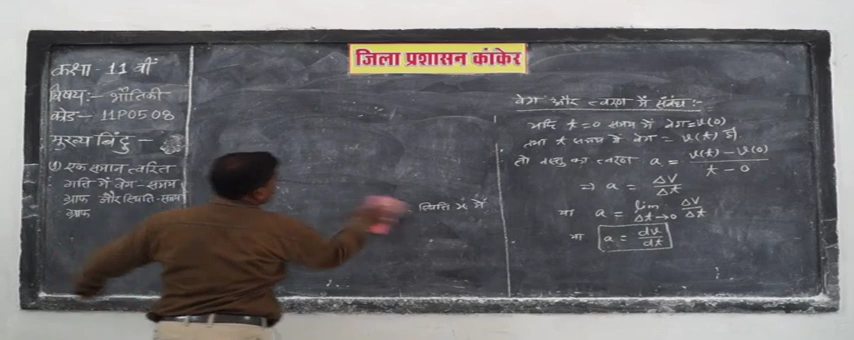 जिला प्रशासन कांकेर
कक्षा - 11 वीं
विषय:- भौतिकी
कोड - 11P0508
मुख्य बिंदु -
① एक समान त्वरित
गति में वेग - समय
ग्राफ और स्थिति - समय
ग्राफ
स्थिति x में
वेग और त्वरण में संबंध :-
यदि t = 0 समय में वेग = v(0)
तथा t समय में वेग = v(t) है,
तो वस्तु का त्वरण a = (v(t) - v(0))/(t - 0)
⇒ a = Δv/Δt
या a = lim Δt→0 Δv/Δt
या a = dv/dt